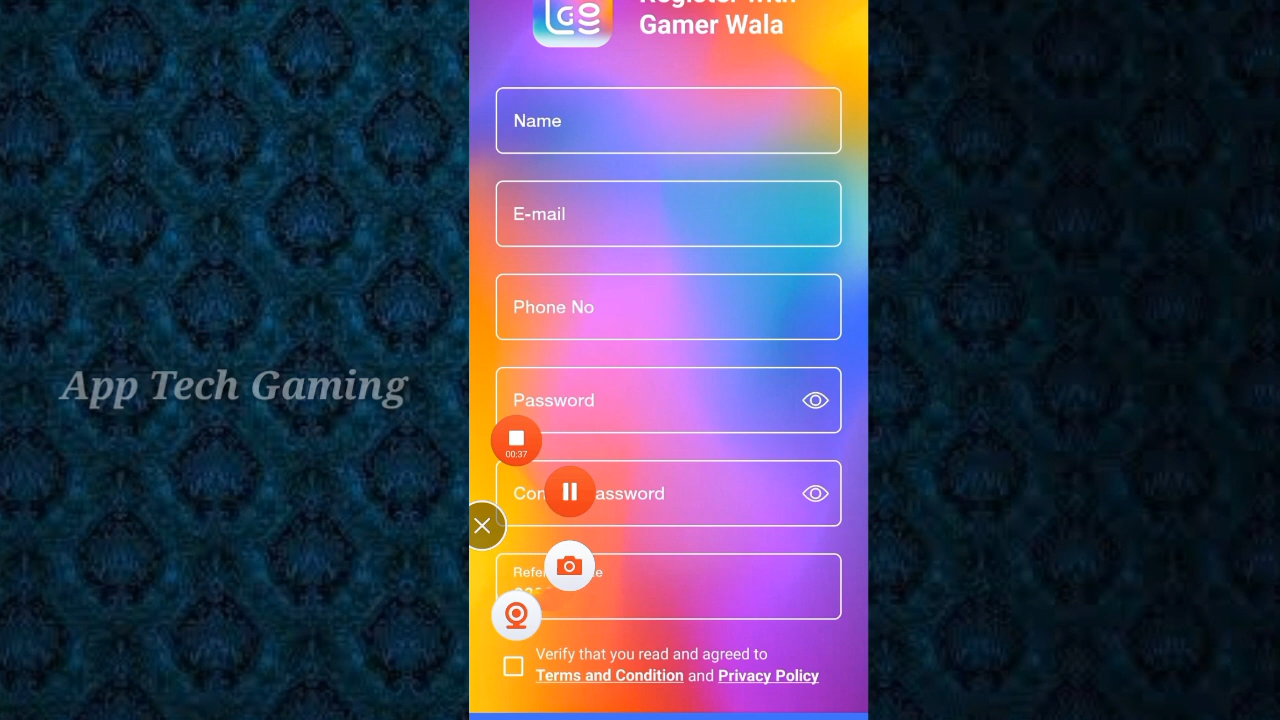 Gamer Wala
Name
E-mail
Phone No
Password
00:37
App Tech Gaming
Verify that you read and agreed to
Terms and Condition and Privacy Policy